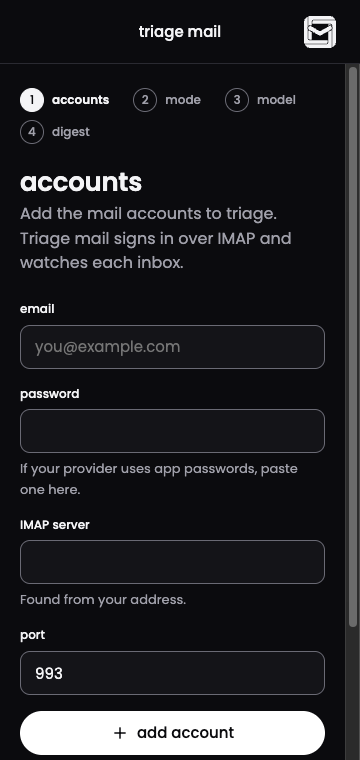 triage mail
1 accounts 2 mode 3 model
4 digest
accounts
Add the mail accounts to triage.
Triage mail signs in over IMAP and
watches each inbox.
email
you@example.com
password
If your provider uses app passwords, paste
one here.
IMAP server
Found from your address.
port
993
+ add account